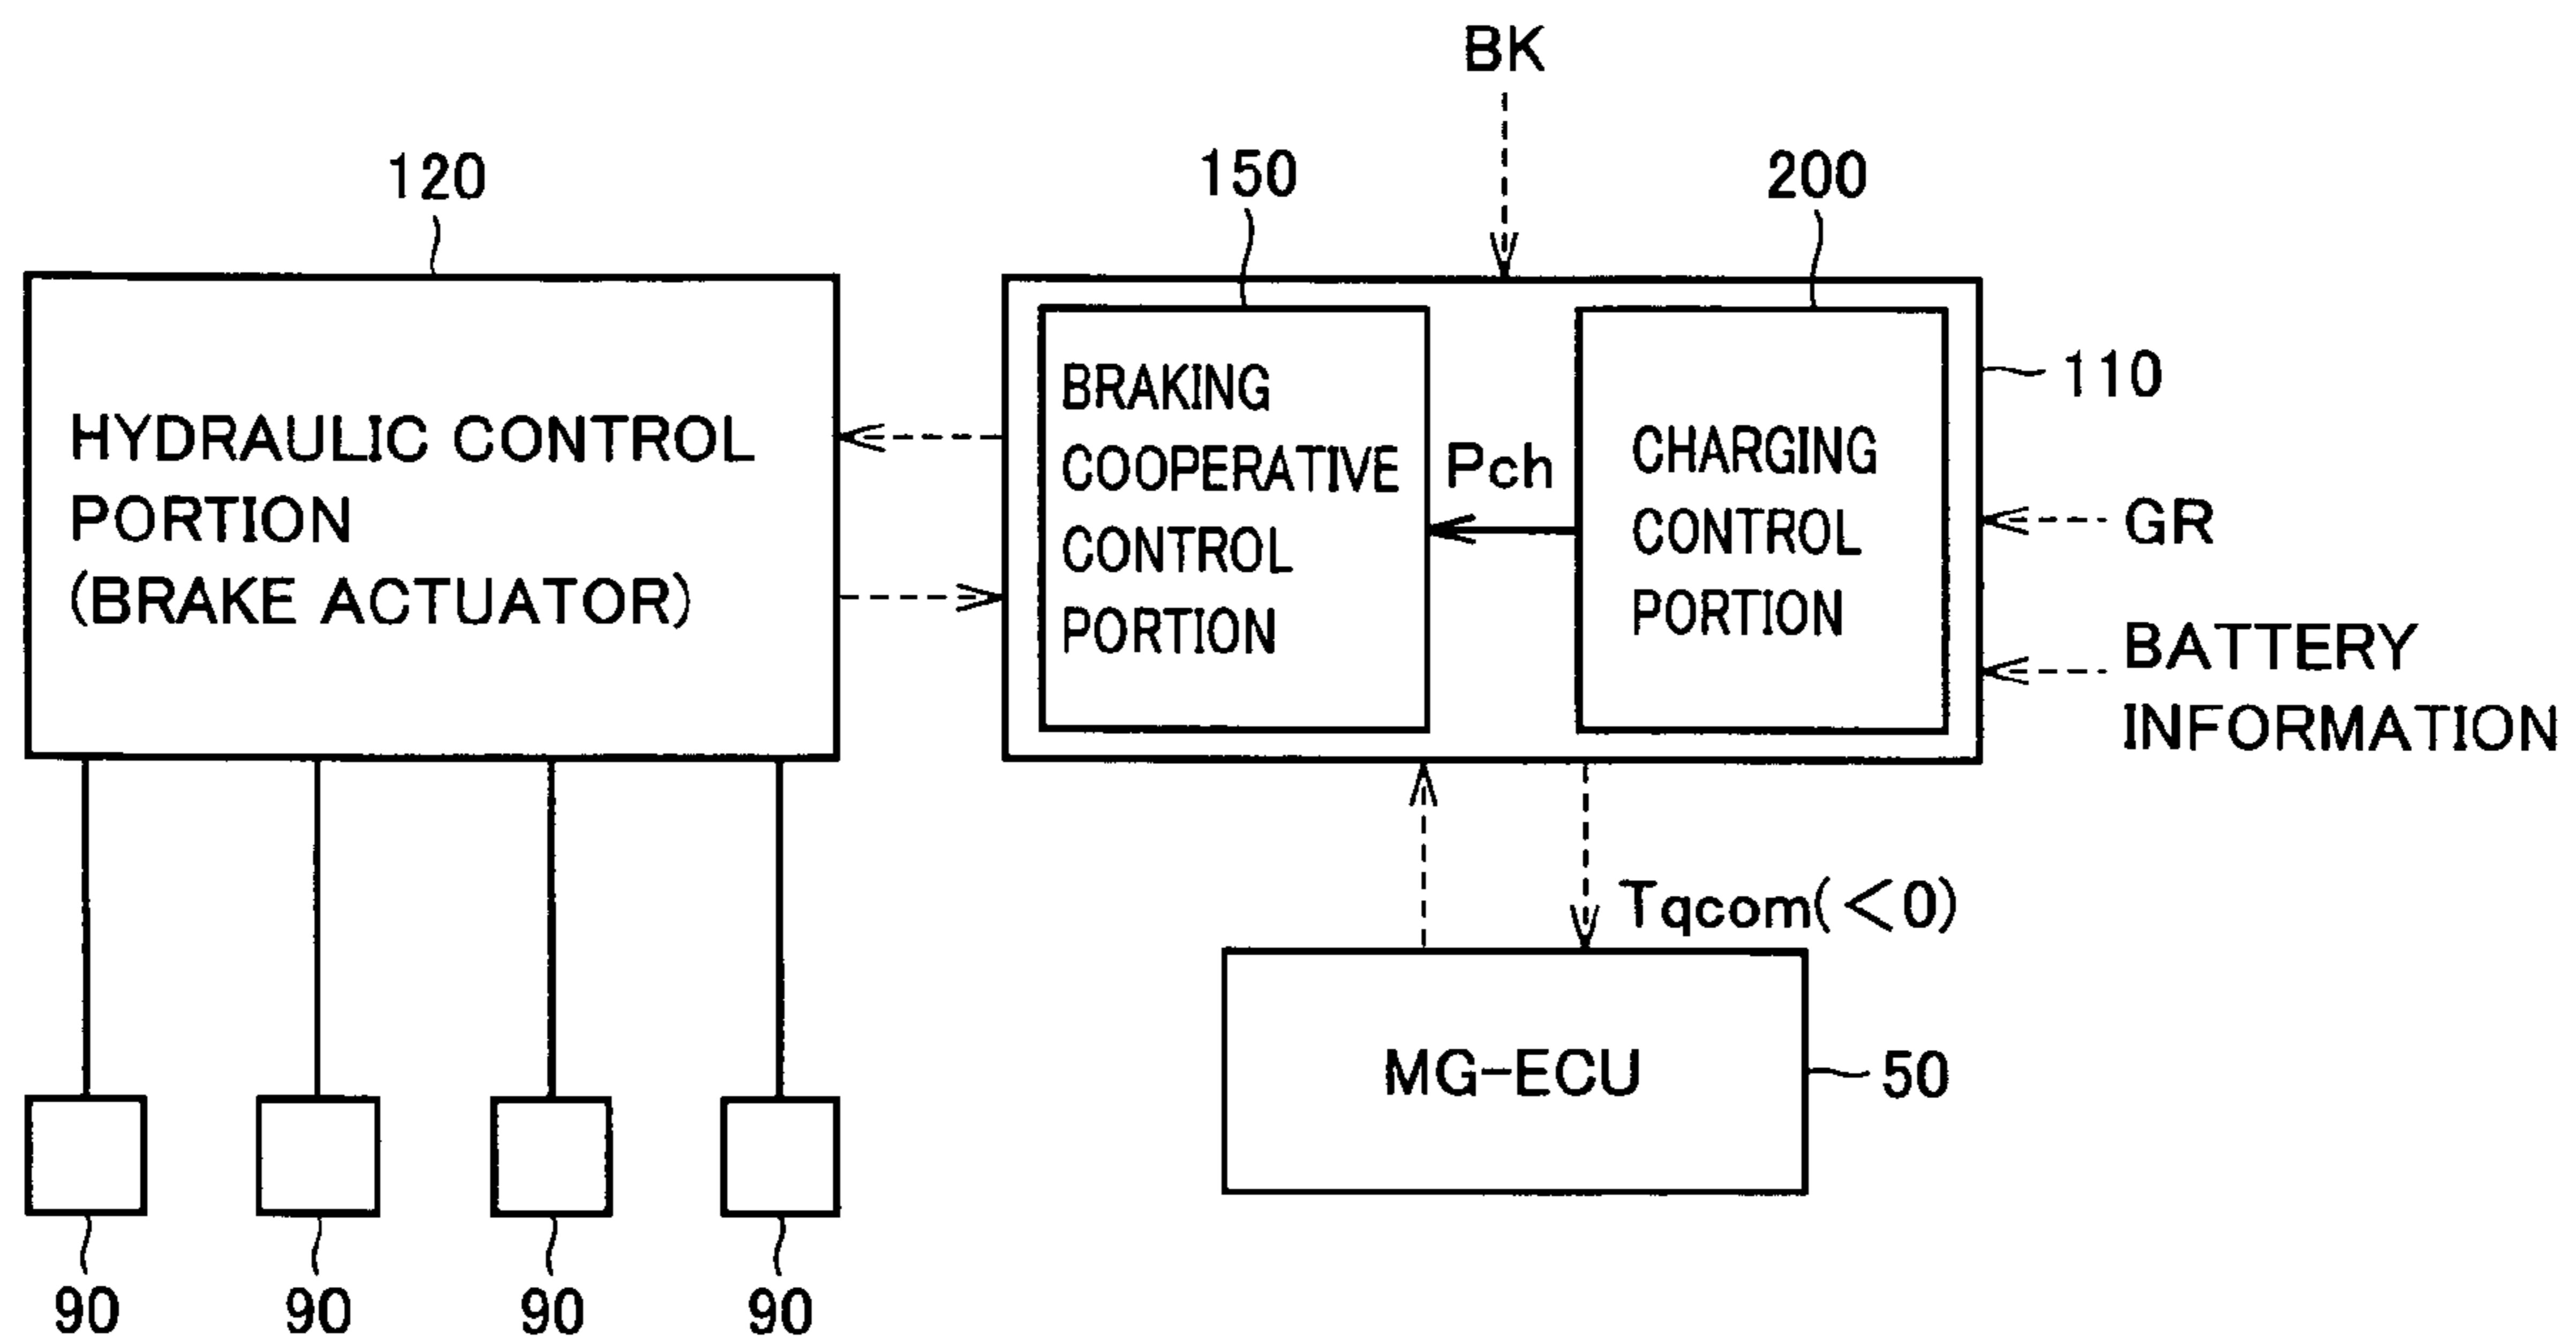 BK
120
150
200
HYDRAULIC CONTROL
PORTION
(BRAKE ACTUATOR)
BRAKING
COOPERATIVE
CONTROL
PORTION
Pch
CHARGING
CONTROL
PORTION
110
GR
BATTERY
INFORMATION
Tqcom(<0)
MG-ECU
50
90
90
90
90